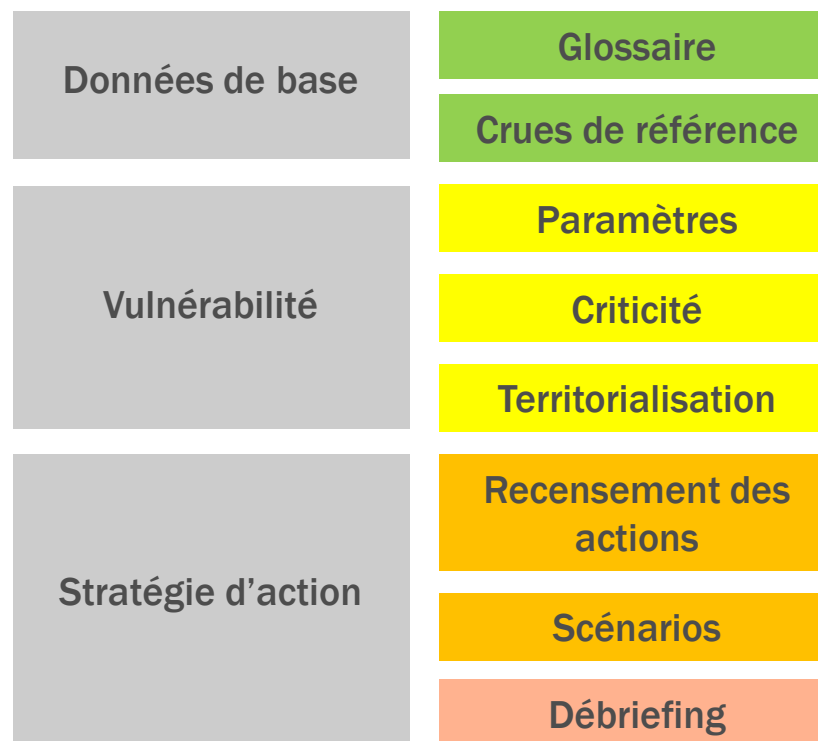 Données de base
Glossaire
Crues de référence
Vulnérabilité
Paramètres
Criticité
Territorialisation
Stratégie d’action
Recensement des
actions
Scénarios
Débriefing